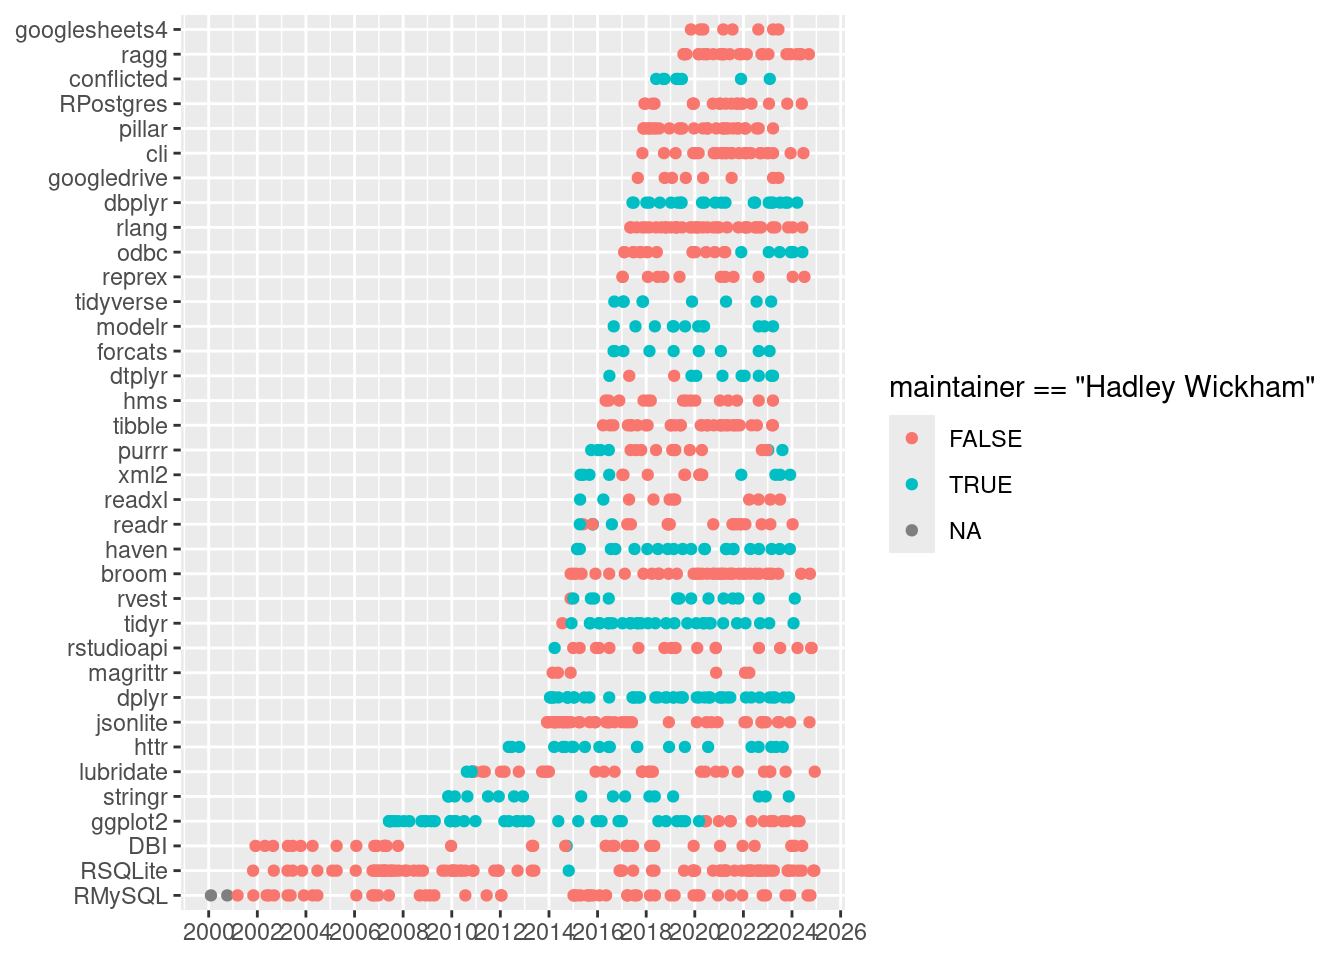 googlesheets4
ragg
conflicted
RPostgres
pillar
cli
googledrive
dbplyr
rlang
odbc
reprex
tidyverse
modelr
forcats
dtplyr
hms
tibble
purrr
xml2
readxl
readr
haven
broom
rvest
tidyr
rstudioapi
magrittr
dplyr
jsonlite
httr
lubridate
stringr
ggplot2
DBI
RSQLite
RMySQL
2000 2002 2004 2006 2008 2010 2012 2014 2016 2018 2020 2022 2024 2026
maintainer == "Hadley Wickham"
FALSE
TRUE
NA